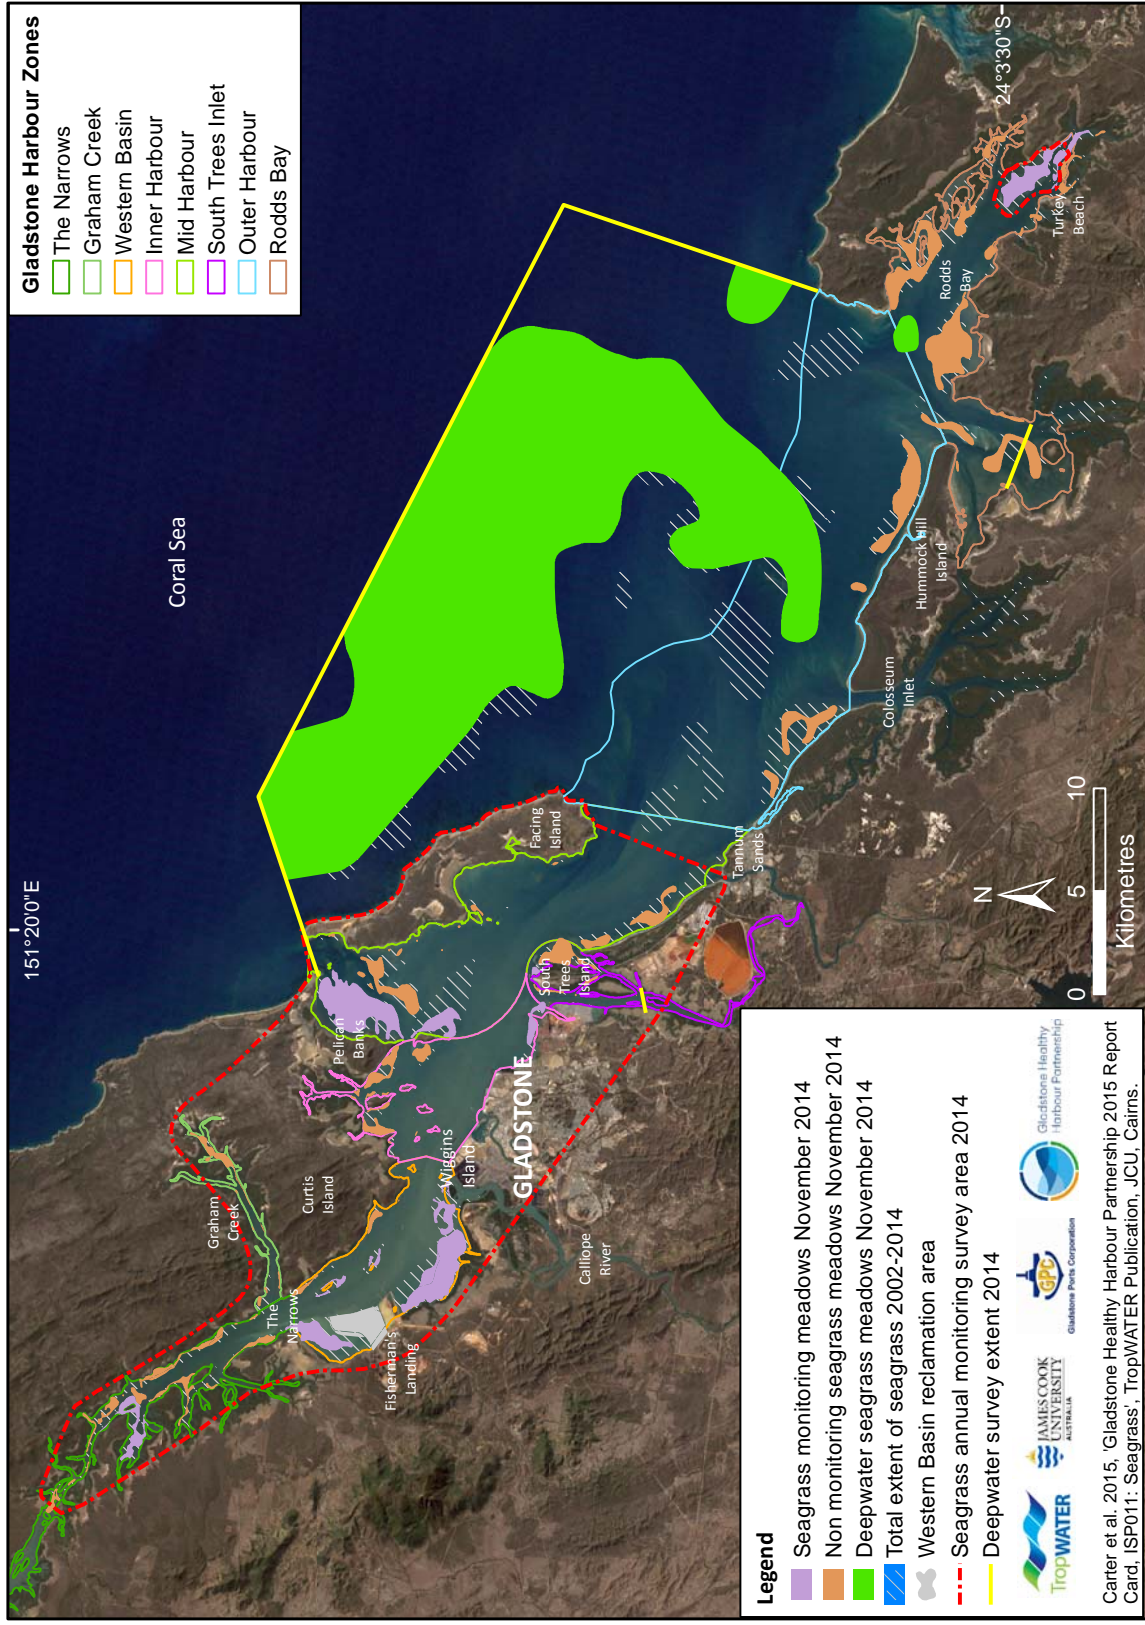 Gladstone Harbour Zones
The Narrows
Graham Creek
Western Basin
Inner Harbour
Mid Harbour
South Trees Inlet
Outer Harbour
Rodds Bay
151°20'0"E
24°3'30"S
Coral Sea
Graham
Creek
The
Narrows
Curtis
Island
Pelican
Banks
Fisherman's
Landing
Wiggins
Island
GLADSTONE
Calliope
River
South
Trees
Island
Facing
Island
Tannum
Sands
Colosseum
Inlet
Hummock Hill
Island
Rodds
Bay
Turkey
Beach
N
0 5 10
Kilometres
Legend
Seagrass monitoring meadows November 2014
Non monitoring seagrass meadows November 2014
Deepwater seagrass meadows November 2014
Total extent of seagrass 2002-2014
Western Basin reclamation area
Seagrass annual monitoring survey area 2014
Deepwater survey extent 2014
TropWATER
JAMES COOK
UNIVERSITY
AUSTRALIA
GPC
Gladstone Ports Corporation
Gladstone Healthy
Harbour Partnership
Carter et al. 2015, 'Gladstone Healthy Harbour Partnership 2015 Report
Card, ISP011: Seagrass', TropWATER Publication, JCU, Cairns.